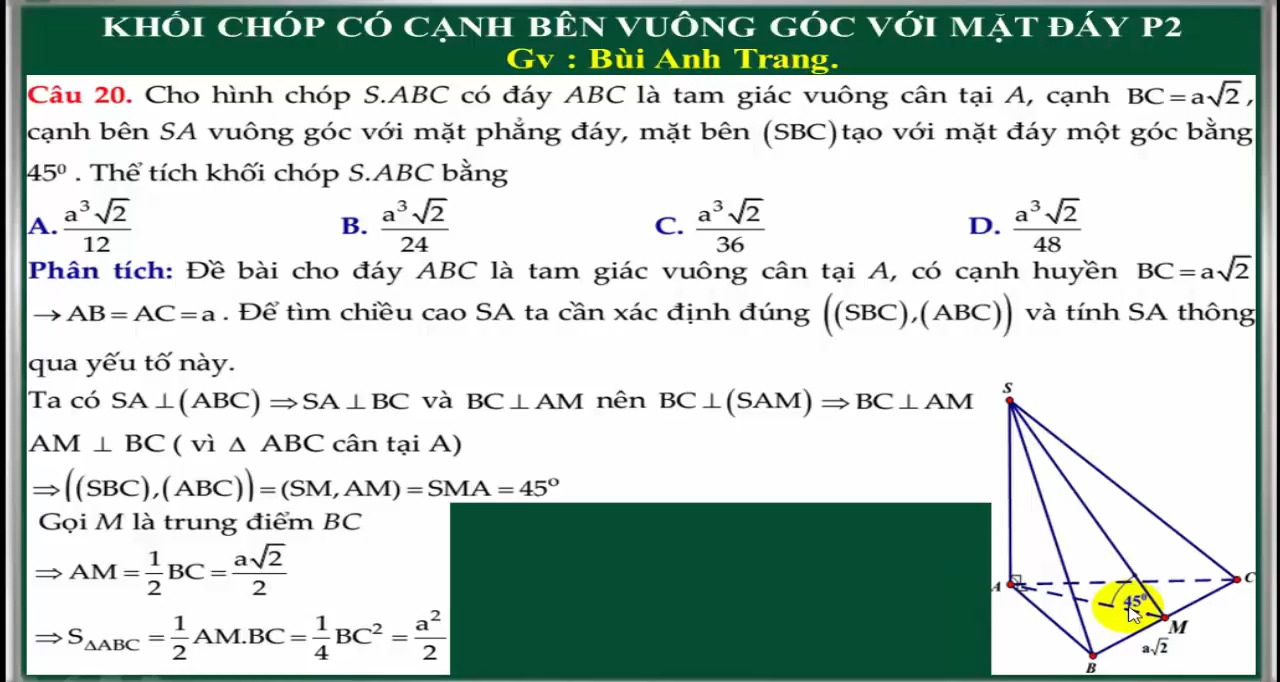 KHỐI CHÓP CÓ CẠNH BÊN VUÔNG GÓC VỚI MẶT ĐÁY P2
Gv : Bùi Anh Trang.
Câu 20. Cho hình chóp S.ABC có đáy ABC là tam giác vuông cân tại A, cạnh BC = a√2,
cạnh bên SA vuông góc với mặt phẳng đáy, mặt bên (SBC) tạo với mặt đáy một góc bằng
45⁰ . Thể tích khối chóp S.ABC bằng
A. a³√2/12 B. a³√2/24 C. a³√2/36 D. a³√2/48
Phân tích: Đề bài cho đáy ABC là tam giác vuông cân tại A, có cạnh huyền BC = a√2
→ AB = AC = a . Để tìm chiều cao SA ta cần xác định đúng ((SBC),(ABC)) và tính SA thông
qua yếu tố này.
Ta có SA ⊥ (ABC) ⇒ SA ⊥ BC và BC ⊥ AM nên BC ⊥ (SAM) ⇒ BC ⊥ AM
AM ⊥ BC ( vì Δ ABC cân tại A)
⇒ ((SBC),(ABC)) = (SM, AM) = SMA = 45⁰
Gọi M là trung điểm BC
⇒ AM = 1/2 BC = a√2/2
⇒ S_ΔABC = 1/2 AM.BC = 1/4 BC² = a²/2
S
A
C
45⁰
M
a√2
B